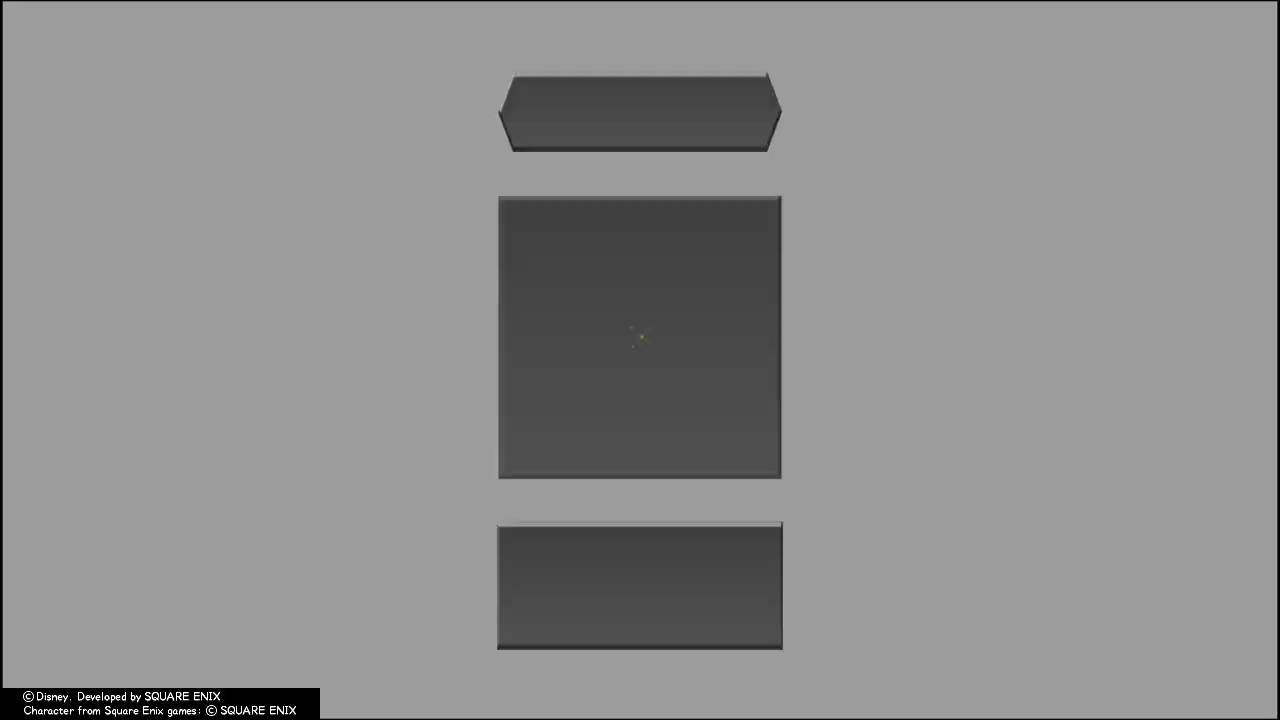 ©Disney. Developed by SQUARE ENIX
Character from Square Enix games: © SQUARE ENIX